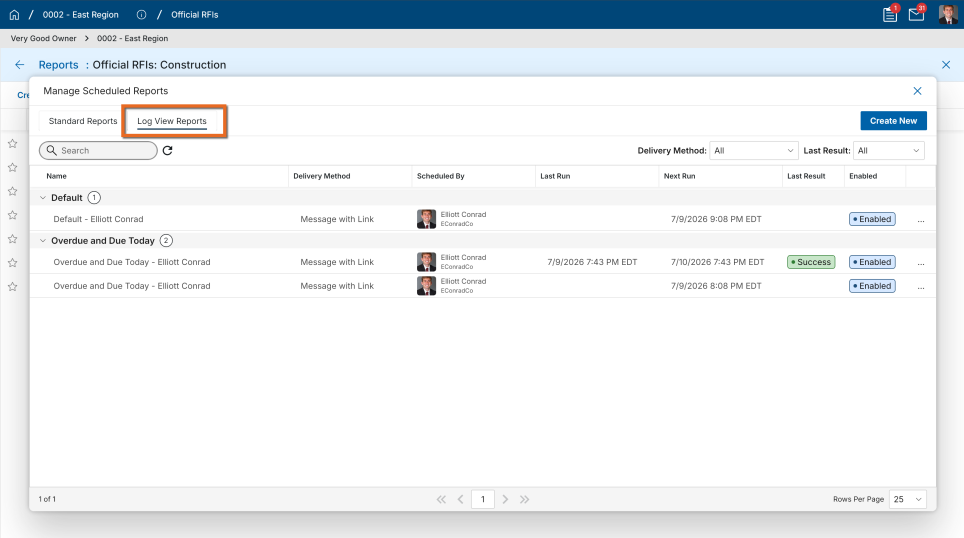 / 0002 - East Region / Official RFIs 1 31
Very Good Owner > 0002 - East Region
Reports : Official RFIs: Construction
Manage Scheduled Reports
Cre
Standard Reports Log View Reports Create New
Search Delivery Method: All Last Result: All
Name Delivery Method Scheduled By Last Run Next Run Last Result Enabled
Default 1
Default - Elliott Conrad Message with Link Elliott Conrad EConradCo 7/9/2026 9:08 PM EDT Enabled ...
Overdue and Due Today 2
Overdue and Due Today - Elliott Conrad Message with Link Elliott Conrad EConradCo 7/9/2026 7:43 PM EDT 7/10/2026 7:43 PM EDT Success Enabled ...
Overdue and Due Today - Elliott Conrad Message with Link Elliott Conrad EConradCo 7/9/2026 8:08 PM EDT Enabled ...
1 of 1 1 Rows Per Page 25